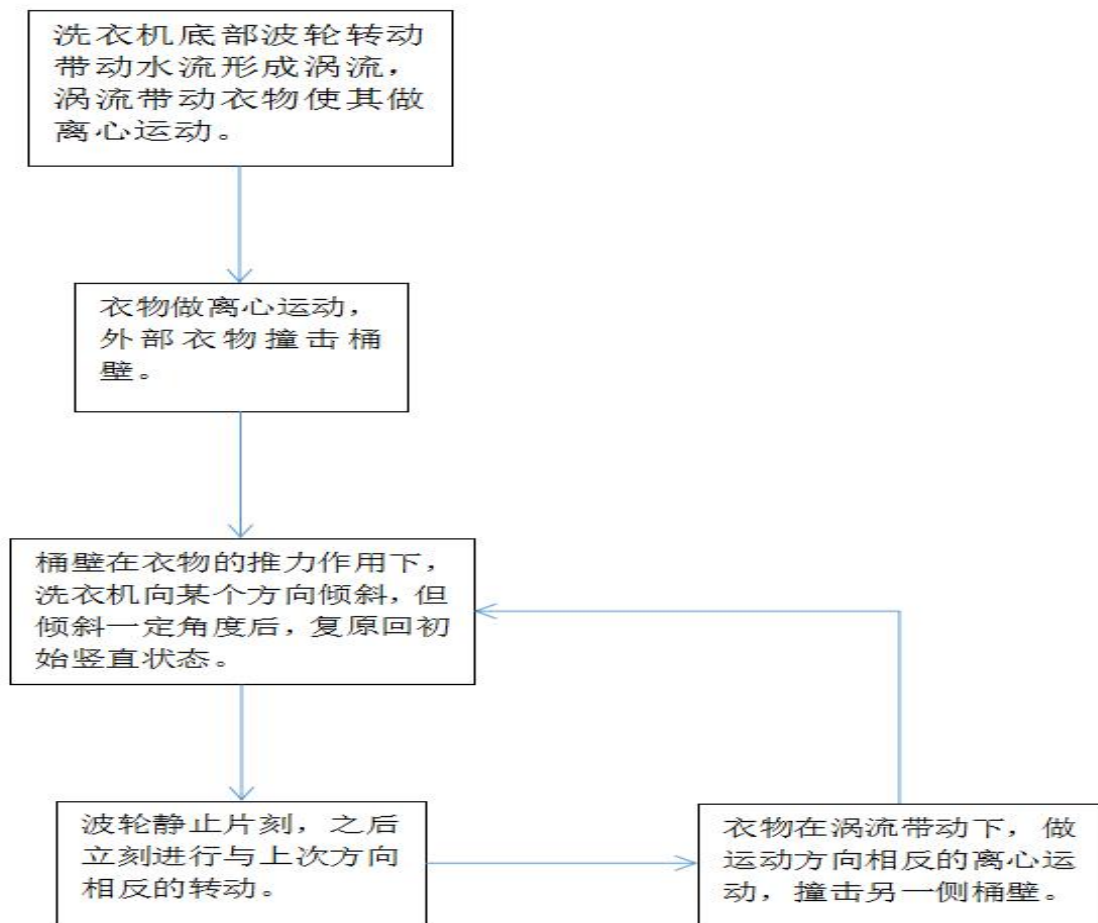 洗衣机底部波轮转动
带动水流形成涡流，
涡流带动衣物使其做
离心运动。
衣物做离心运动，
外部衣物撞击桶
壁。
桶壁在衣物的推力作用下，
洗衣机向某个方向倾斜，但
倾斜一定角度后，复原回初
始竖直状态。
波轮静止片刻，之后
立刻进行与上次方向
相反的转动。
衣物在涡流带动下，做
运动方向相反的离心运
动，撞击另一侧桶壁。